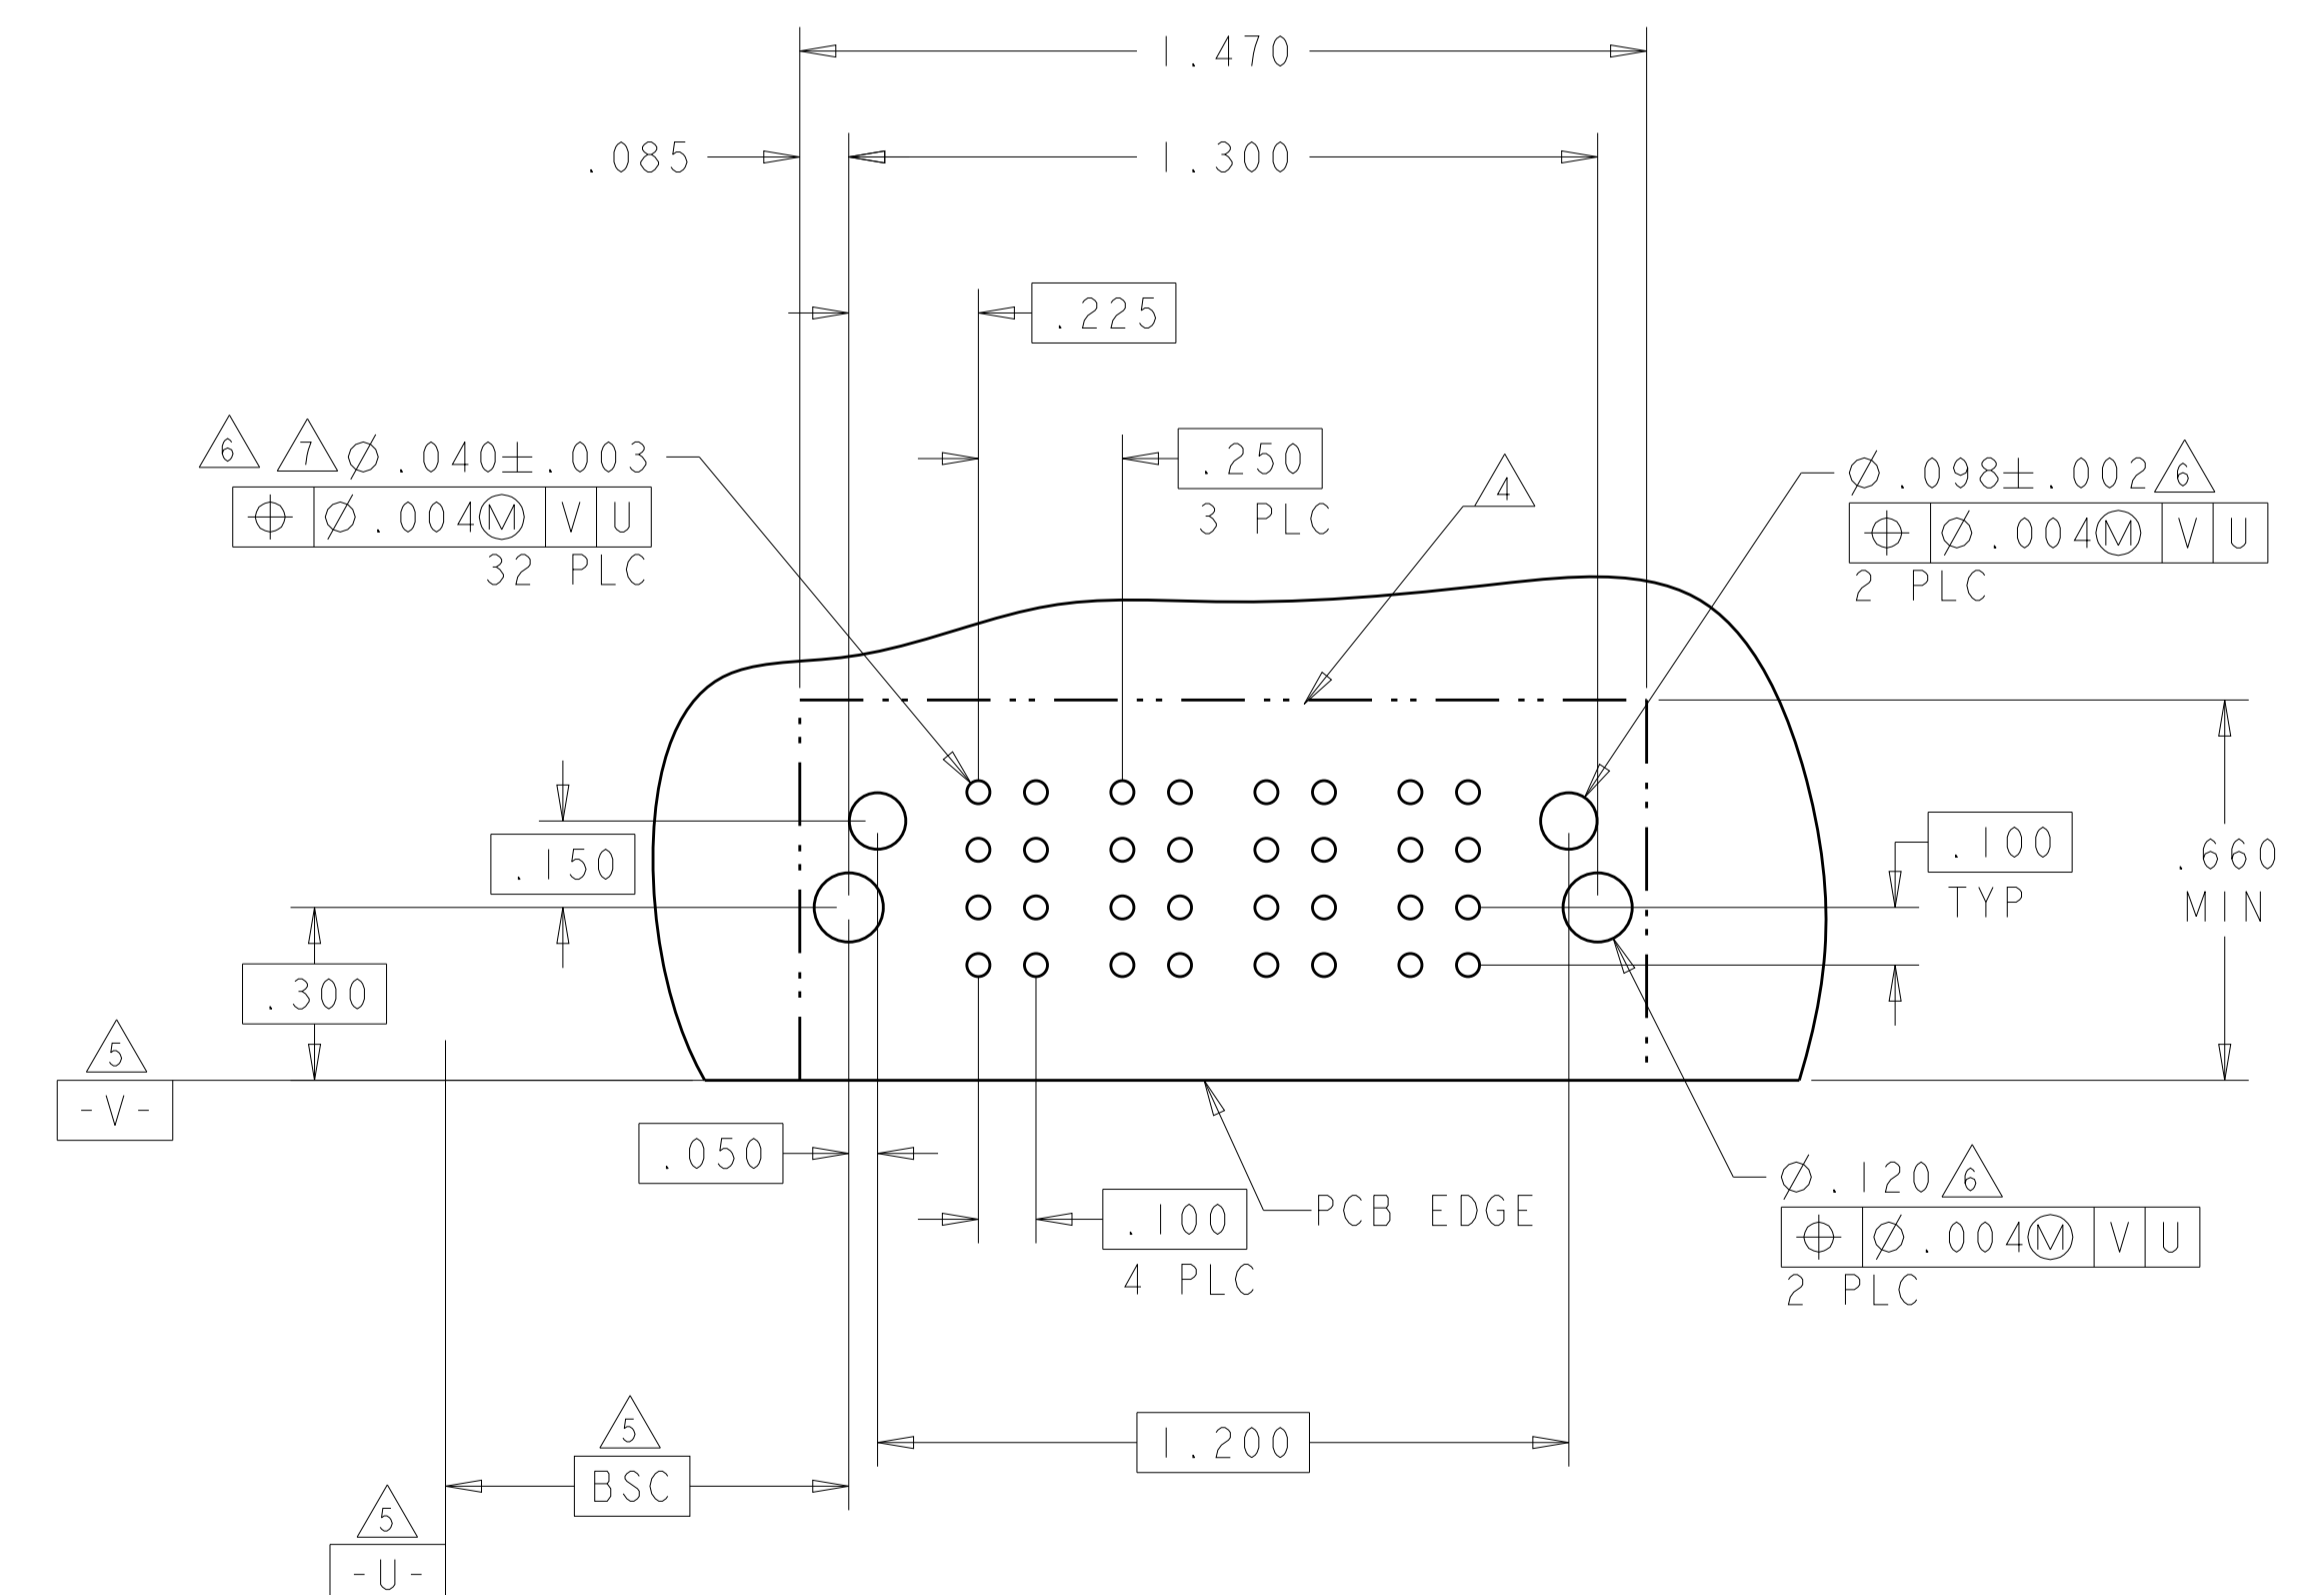 1.470
.085
1.300
.225
.250
3 PLC
4
6 7 Ø.040±.003
⌖ Ø.004Ⓜ V U
32 PLC
Ø.098±.002 6
⌖ Ø.004Ⓜ V U
2 PLC
.150
.100
TYP
.660
MIN
.300
5
-V-
.050
.100
4 PLC
PCB EDGE
Ø.120 6
⌖ Ø.004Ⓜ V U
2 PLC
1.200
5
BSC
5
-U-